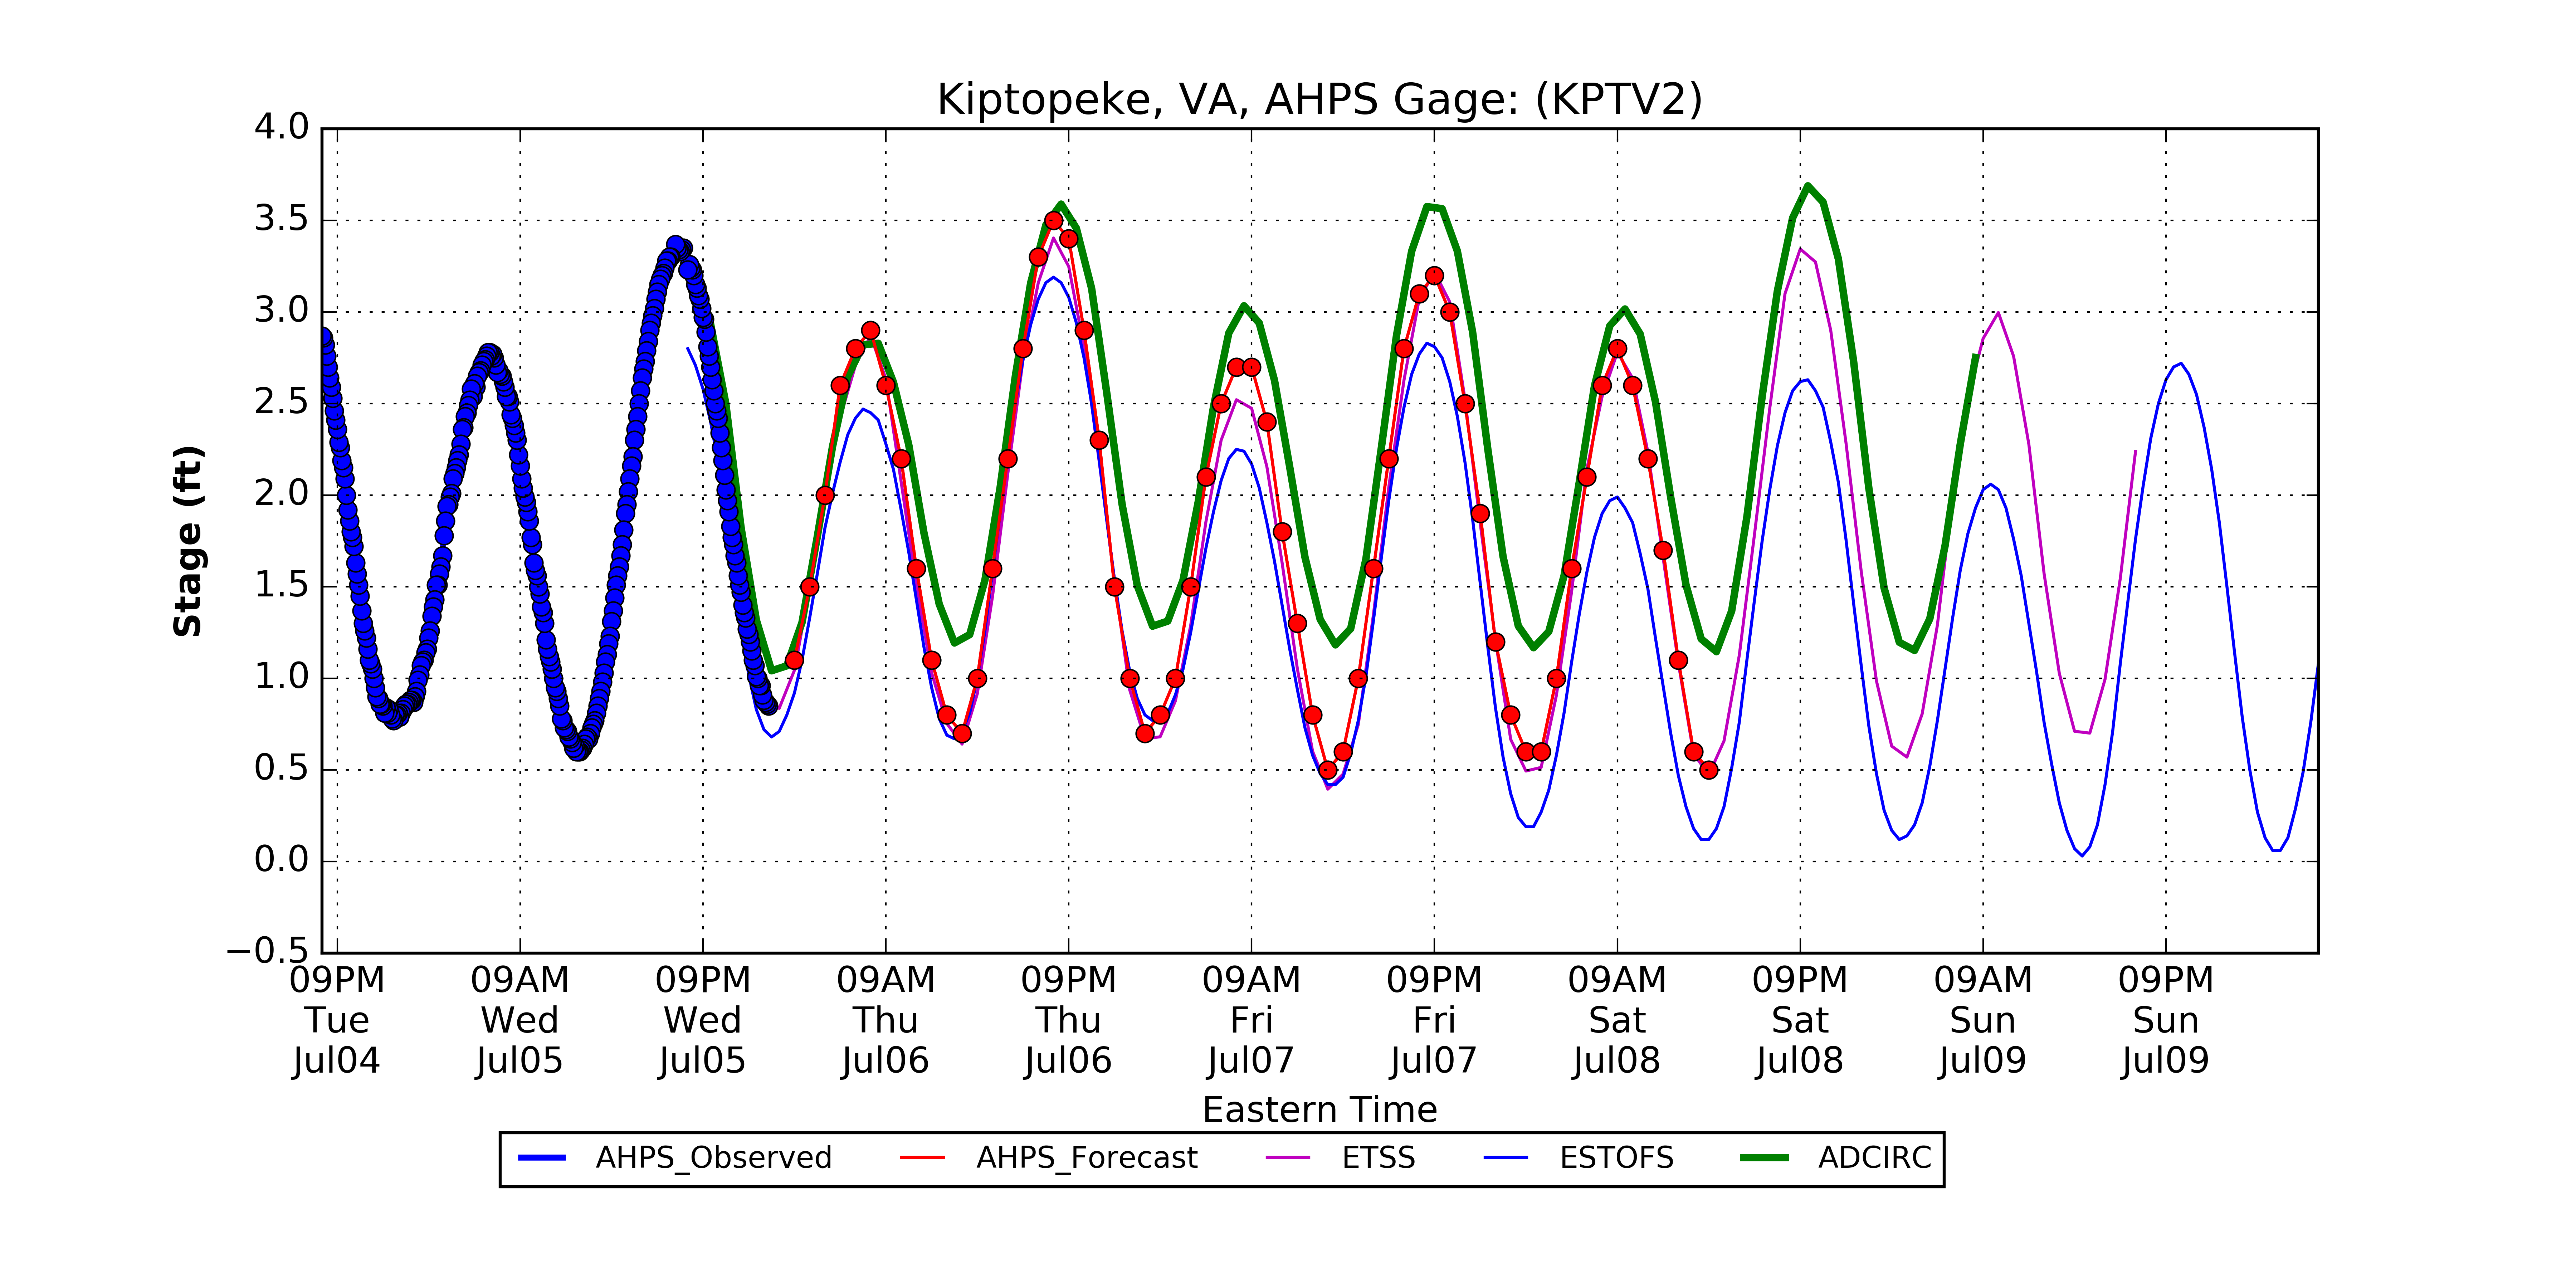 Kiptopeke, VA, AHPS Gage: (KPTV2)
4.0
3.5
3.0
2.5
2.0
1.5
1.0
0.5
0.0
−0.5
Stage (ft)
09PM 09AM 09PM 09AM 09PM 09AM 09PM 09AM 09PM 09AM 09PM
Tue Wed Wed Thu Thu Fri Fri Sat Sat Sun Sun
Jul04 Jul05 Jul05 Jul06 Jul06 Jul07 Jul07 Jul08 Jul08 Jul09 Jul09
Eastern Time
AHPS_Observed AHPS_Forecast ETSS ESTOFS ADCIRC